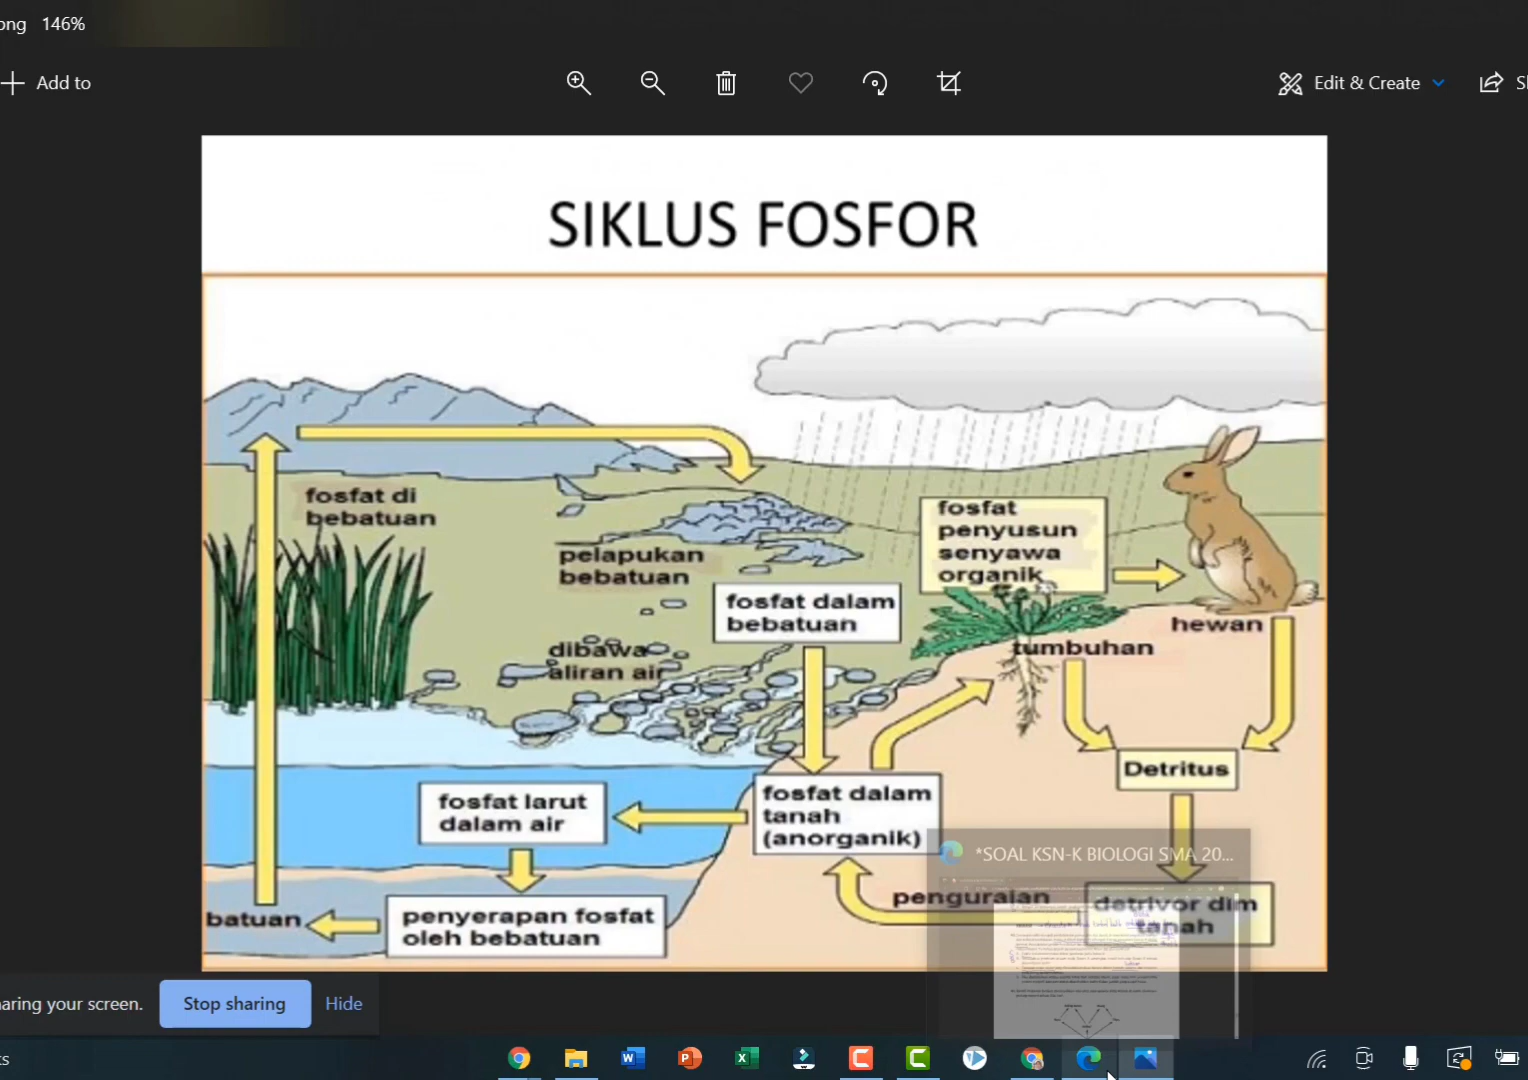 png 146%
Add to
Edit & Create
SIKLUS FOSFOR
fosfat di
bebatuan
pelapukan
bebatuan
dibawa
aliran air
fosfat dalam
bebatuan
fosfat
penyusun
senyawa
organik
hewan
tumbuhan
Detritus
fosfat larut
dalam air
fosfat dalam
tanah
(anorganik)
*SOAL KSN-K BIOLOGI SMA 20...
penguraian
detrivor dlm
tanah
batuan
penyerapan fosfat
oleh bebatuan
haring your screen.
Stop sharing
Hide